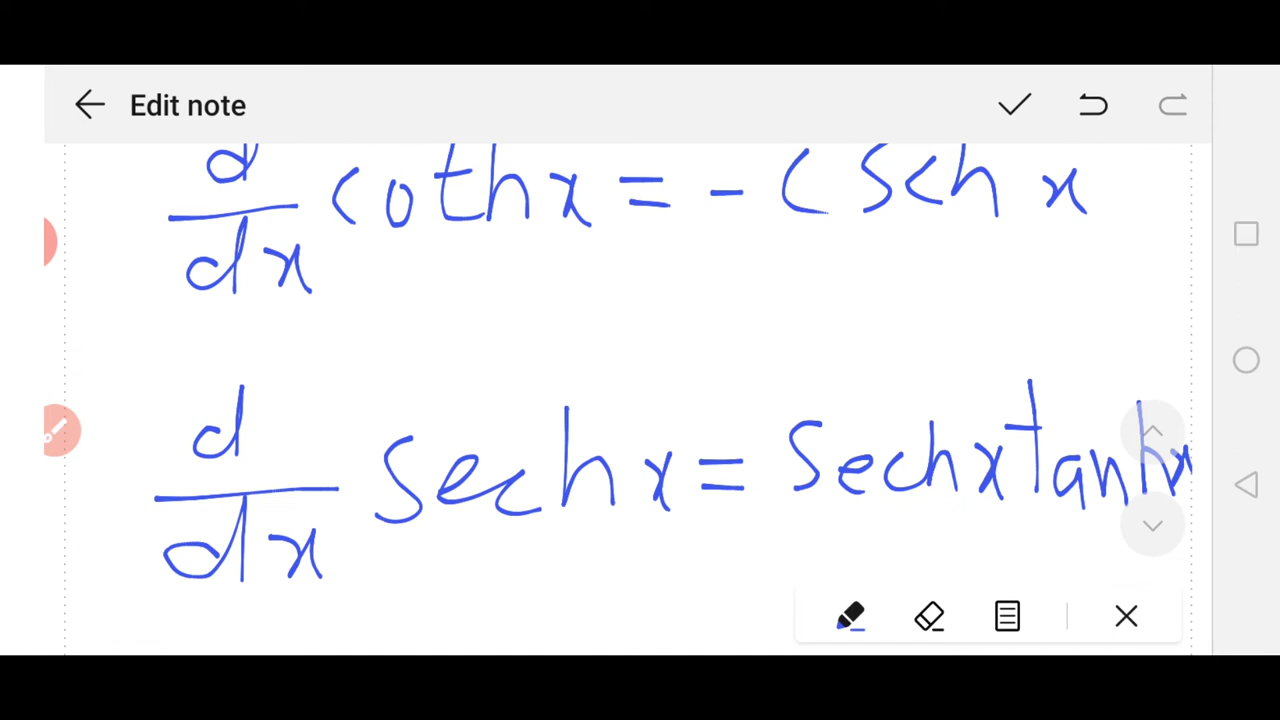 Edit note
d/dx coth x = - csch x
d/dx sech x = sech x tanh x